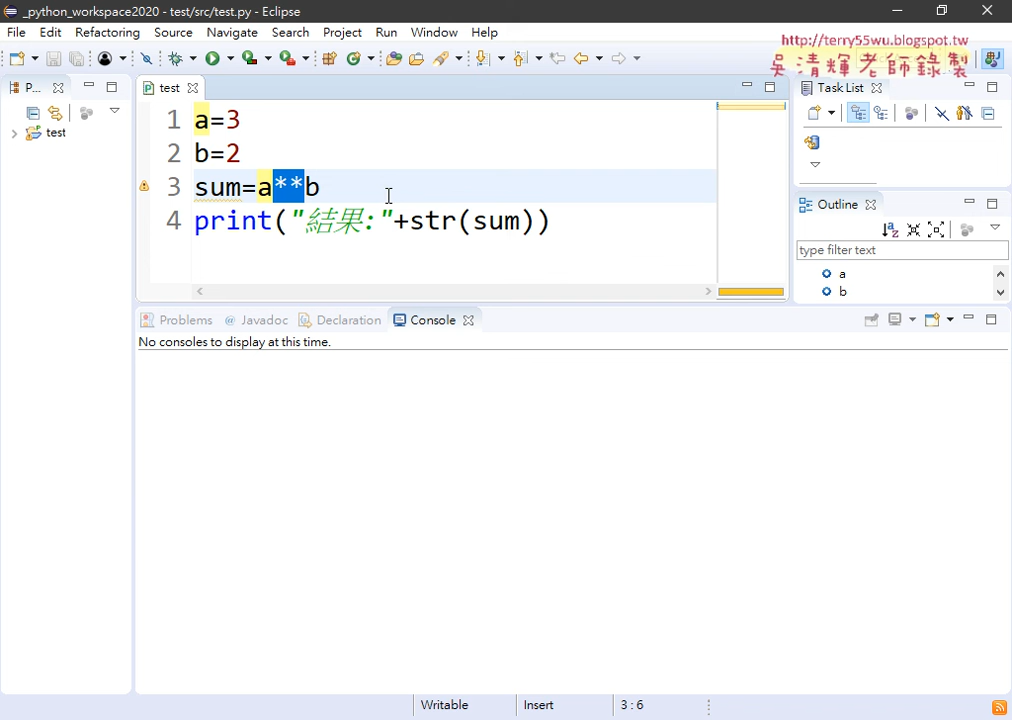 _python_workspace2020 - test/src/test.py - Eclipse
File Edit Refactoring Source Navigate Search Project Run Window Help
http://terry55wu.blogspot.tw
吳清輝老師錄製
P...
test
Task List
test
1 a=3
2 b=2
3 sum=a**b
4 print("結果:"+str(sum))
Outline
type filter text
a
b
Problems @ Javadoc Declaration Console
No consoles to display at this time.
Writable Insert 3 : 6